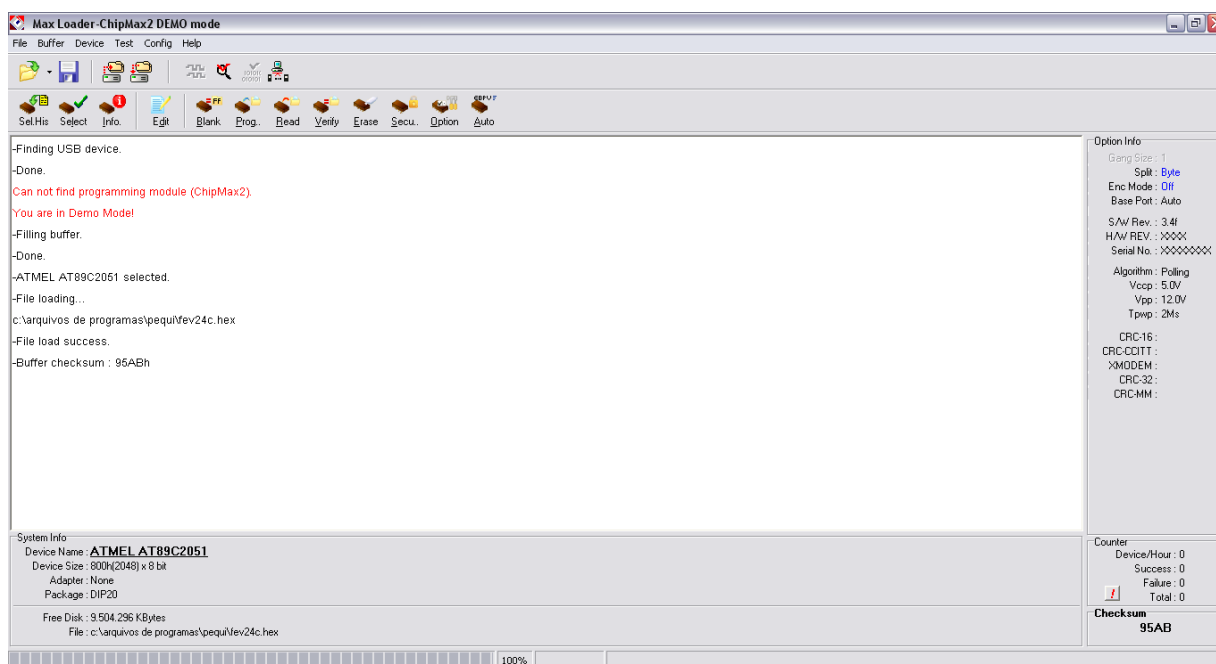 Max Loader-ChipMax2 DEMO mode
File Buffer Device Test Config Help
Sel.His Select Info. Edit Blank Prog.. Read Verify Erase Secu.. Option Auto
-Finding USB device.
-Done.
Can not find programming module (ChipMax2).
You are in Demo Mode!
-Filling buffer.
-Done.
-ATMEL AT89C2051 selected.
-File loading...
c:\arquivos de programas\pequi\fev24c.hex
-File load success.
-Buffer checksum : 95ABh
Option Info
Gang Size : 1
Split : Byte
Enc Mode : Off
Base Port : Auto
S/W Rev. : 3.4f
H/W REV. : XXXX
Serial No. : XXXXXXXX
Algorithm : Polling
Vccp : 5.0V
Vpp : 12.0V
Tpwp : 2Ms
CRC-16 :
CRC-CCITT :
XMODEM :
CRC-32 :
CRC-MM :
System Info
Device Name : ATMEL AT89C2051
Device Size : 800h(2048) x 8 bit
Adapter : None
Package : DIP20
Free Disk : 9.504.296 KBytes
File : c:\arquivos de programas\pequi\fev24c.hex
Counter
Device/Hour : 0
Success : 0
Failure : 0
Total : 0
Checksum
95AB
100%